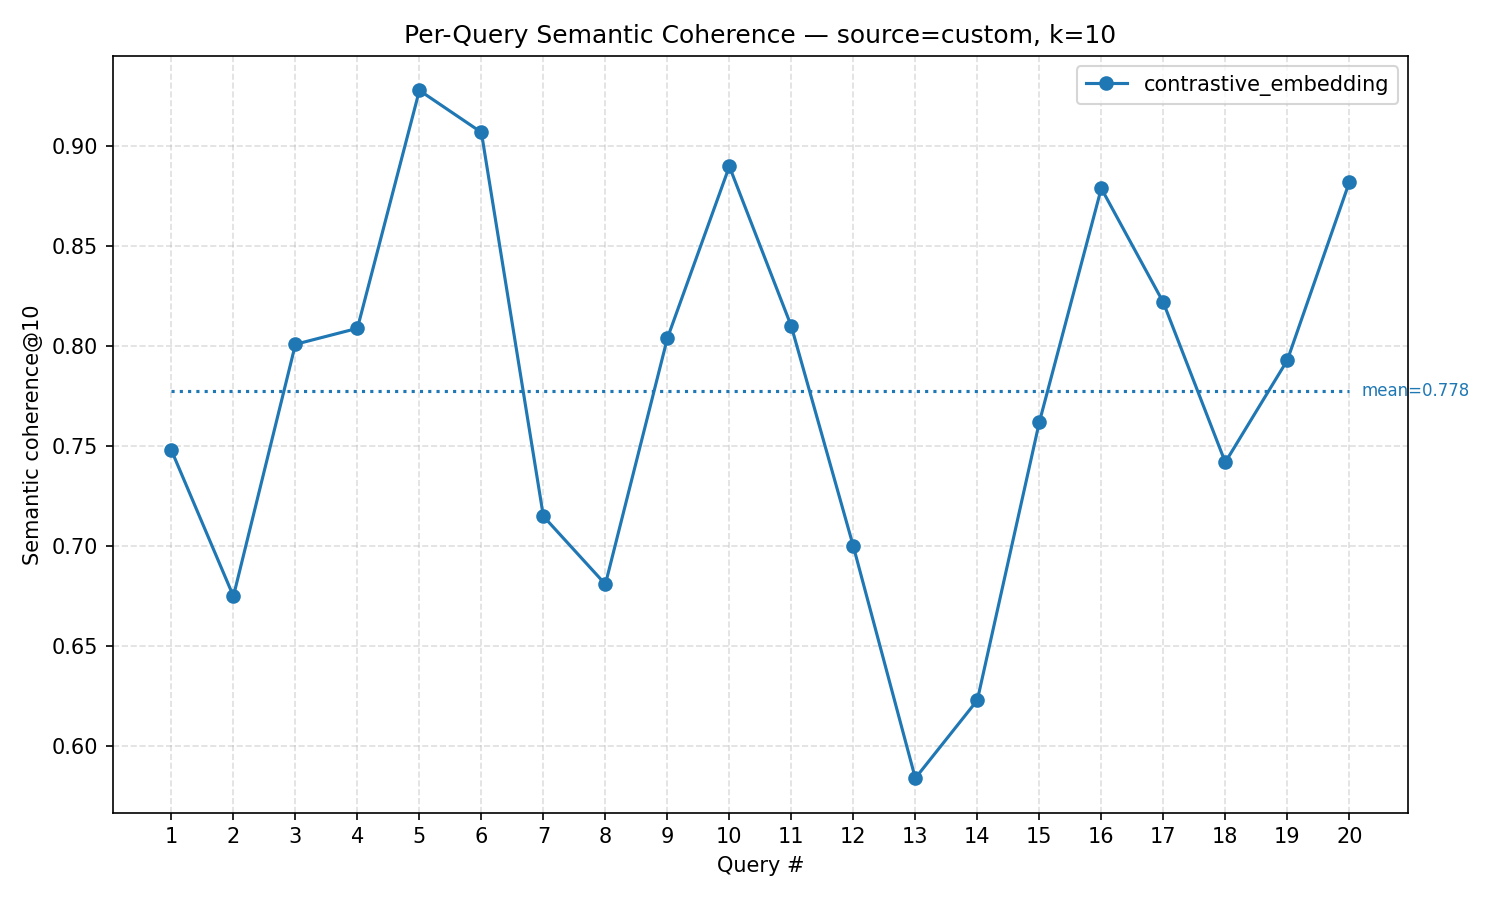 Per-Query Semantic Coherence — source=custom, k=10
contrastive_embedding
Semantic coherence@10
0.90
0.85
0.80
0.75
0.70
0.65
0.60
mean=0.778
1 2 3 4 5 6 7 8 9 10 11 12 13 14 15 16 17 18 19 20
Query #